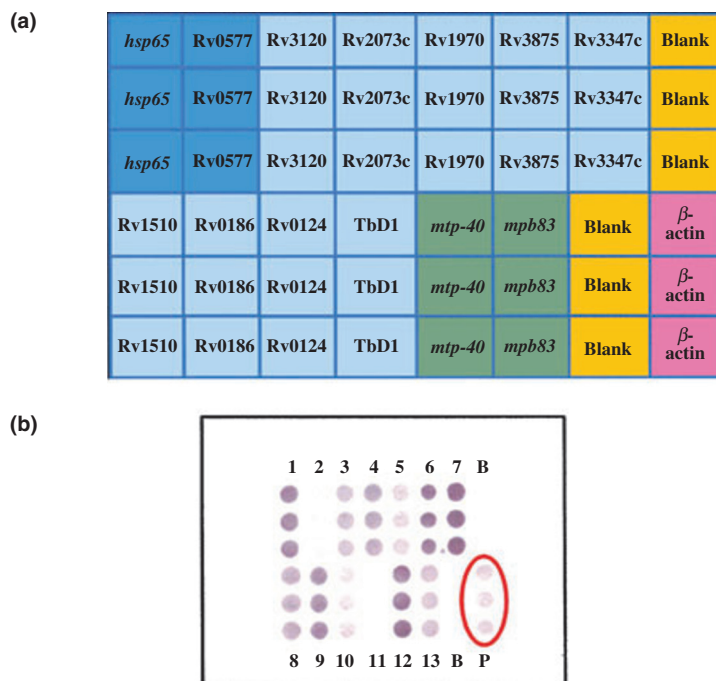 (a)
hsp65 Rv0577 Rv3120 Rv2073c Rv1970 Rv3875 Rv3347c Blank
hsp65 Rv0577 Rv3120 Rv2073c Rv1970 Rv3875 Rv3347c Blank
hsp65 Rv0577 Rv3120 Rv2073c Rv1970 Rv3875 Rv3347c Blank
Rv1510 Rv0186 Rv0124 TbD1 mtp-40 mpb83 Blank β-actin
Rv1510 Rv0186 Rv0124 TbD1 mtp-40 mpb83 Blank β-actin
Rv1510 Rv0186 Rv0124 TbD1 mtp-40 mpb83 Blank β-actin
(b)
1 2 3 4 5 6 7 B
8 9 10 11 12 13 B P